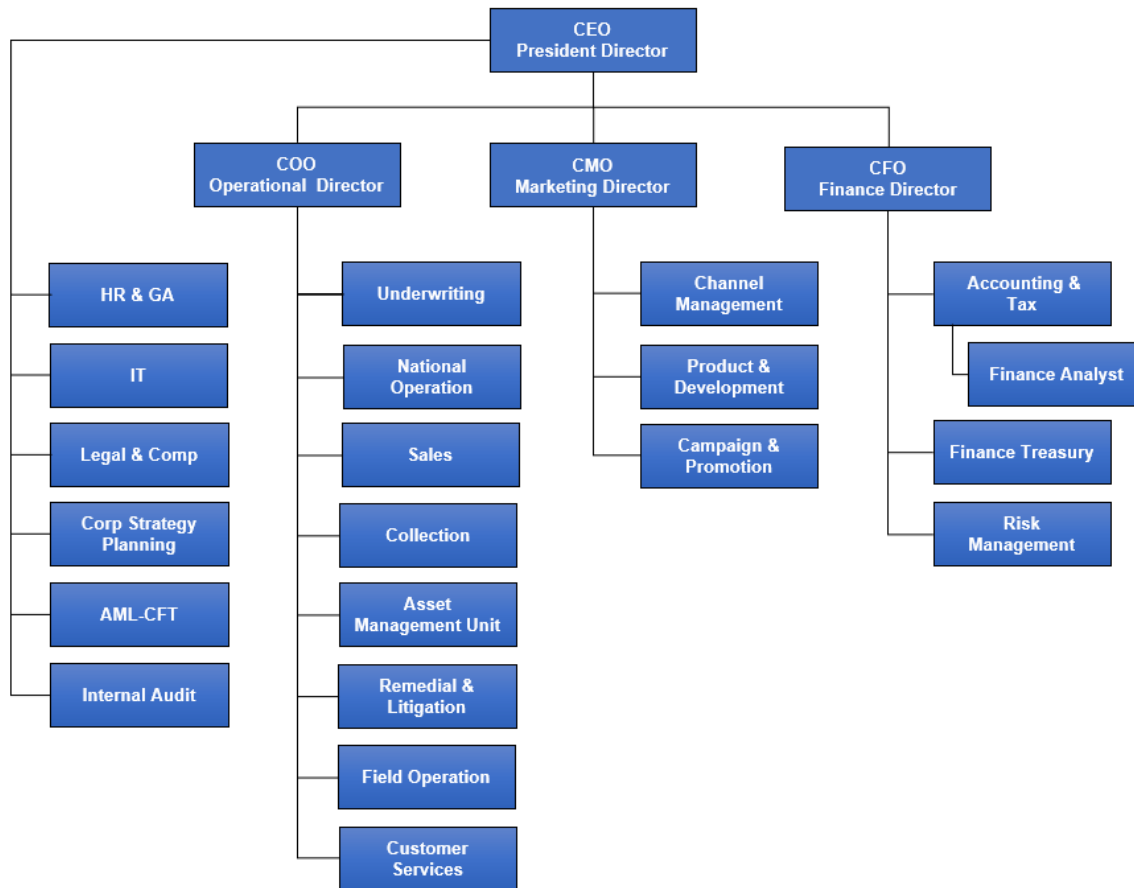 CEO
President Director
COO
Operational Director
CMO
Marketing Director
CFO
Finance Director
HR & GA
IT
Legal & Comp
Corp Strategy
Planning
AML-CFT
Internal Audit
Underwriting
National
Operation
Sales
Collection
Asset
Management Unit
Remedial &
Litigation
Field Operation
Customer
Services
Channel
Management
Product &
Development
Campaign &
Promotion
Accounting &
Tax
Finance Analyst
Finance Treasury
Risk
Management